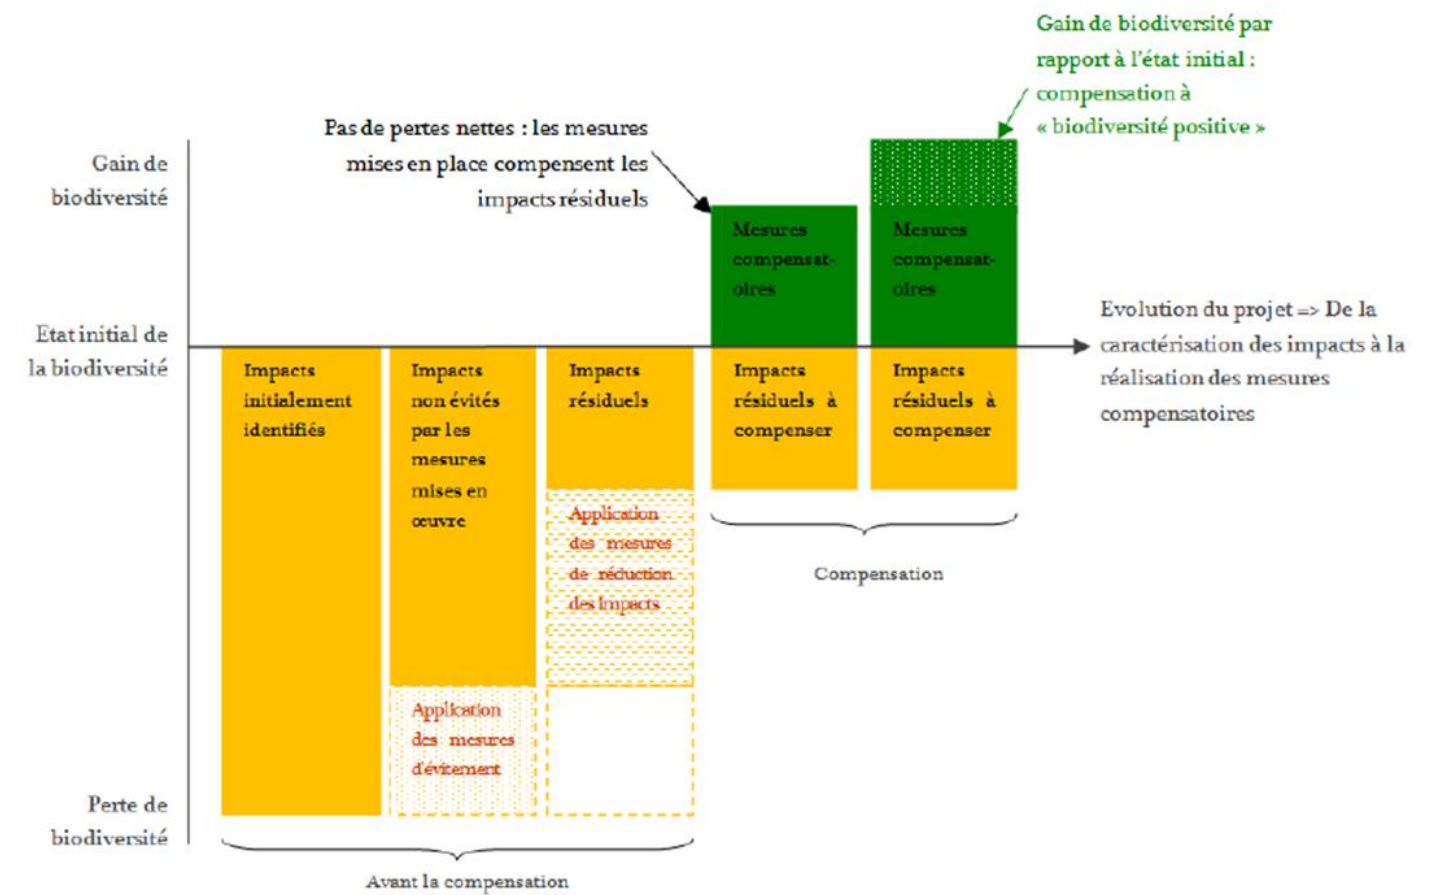 Gain de biodiversité par
rapport à l’état initial :
compensation à
« biodiversité positive »
Pas de pertes nettes : les mesures
mises en place compensent les
impacts résiduels
Gain de
biodiversité
Mesures
compensat-
oires
Mesures
compensat-
oires
Etat initial de
la biodiversité
Evolution du projet => De la
caractérisation des impacts à la
réalisation des mesures
compensatoires
Impacts
initialement
identifiés
Impacts
non évités
par les
mesures
mises en
œuvre
Impacts
résiduels
Impacts
résiduels à
compenser
Impacts
résiduels à
compenser
Application
des mesures
de réduction
des impacts
Compensation
Application
des mesures
d'évitement
Perte de
biodiversité
Avant la compensation